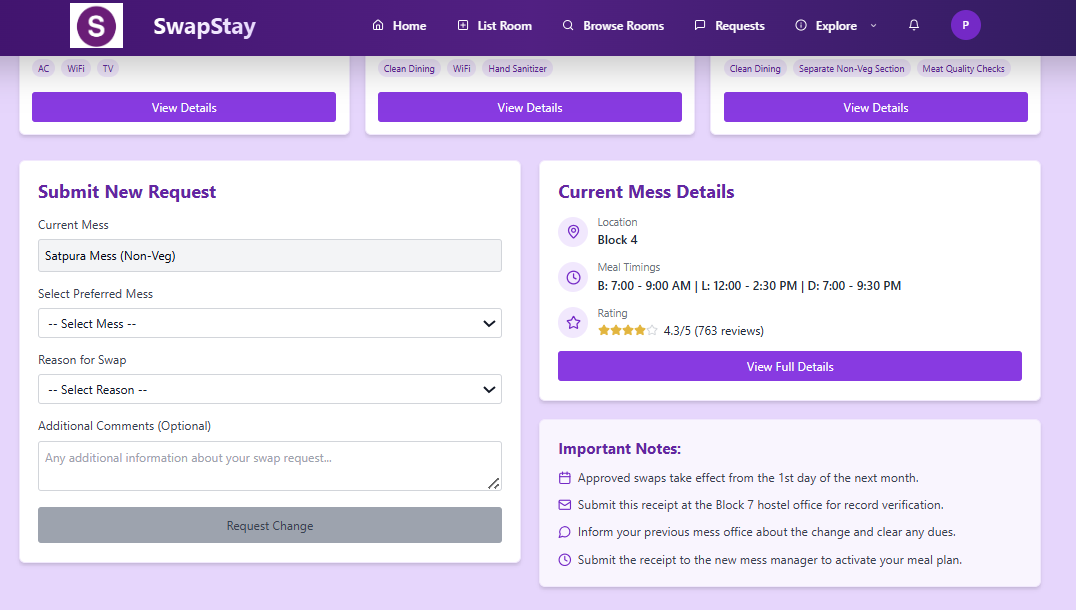 S
SwapStay
Home
List Room
Browse Rooms
Requests
Explore
P
AC WiFi TV
View Details
Clean Dining WiFi Hand Sanitizer
View Details
Clean Dining Separate Non-Veg Section Meat Quality Checks
View Details
Submit New Request
Current Mess
Satpura Mess (Non-Veg)
Select Preferred Mess
-- Select Mess --
Reason for Swap
-- Select Reason --
Additional Comments (Optional)
Any additional information about your swap request...
Request Change
Current Mess Details
Location
Block 4
Meal Timings
B: 7:00 - 9:00 AM | L: 12:00 - 2:30 PM | D: 7:00 - 9:30 PM
Rating
4.3/5 (763 reviews)
View Full Details
Important Notes:
Approved swaps take effect from the 1st day of the next month.
Submit this receipt at the Block 7 hostel office for record verification.
Inform your previous mess office about the change and clear any dues.
Submit the receipt to the new mess manager to activate your meal plan.